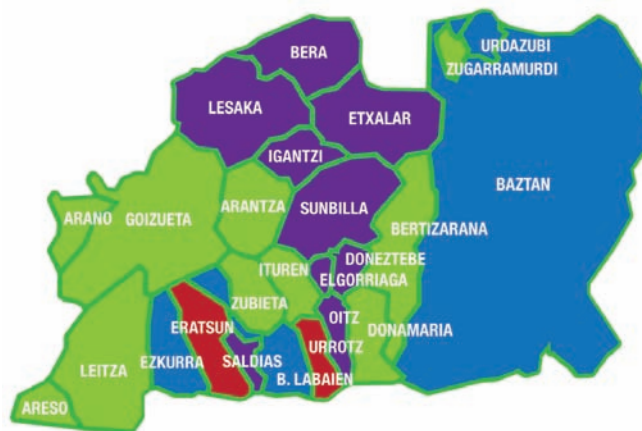 BERA
URDAZUBI
ZUGARRAMURDI
LESAKA
ETXALAR
IGANTZI
BAZTAN
ARANTZA
SUNBILLA
ARANO
GOIZUETA
BERTIZARANA
DONEZTEBE
ITUREN
ELGORRIAGA
ZUBIETA
OITZ
ERATSUN
DONAMARIA
URROTZ
EZKURRA
SALDIAS
LEITZA
B. LABAIEN
ARESO